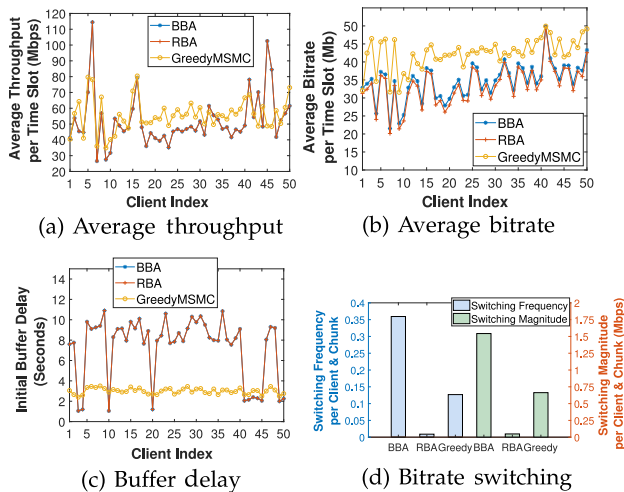 BBA
RBA
GreedyMSMC
Average Throughput
per Time Slot (Mbps)
120
110
100
90
80
70
60
50
40
30
20
1 5 10 15 20 25 30 35 40 45 50
Client Index
(a) Average throughput
Average Bitrate
per Time Slot (Mb)
50
45
40
35
30
25
20
15
10
BBA
RBA
GreedyMSMC
1 5 10 15 20 25 30 35 40 45 50
Client Index
(b) Average bitrate
BBA
RBA
GreedyMSMC
Initial Buffer Delay
(Seconds)
14
12
10
8
6
4
2
0
1 5 10 15 20 25 30 35 40 45 50
Client Index
(c) Buffer delay
Switching Frequency
Switching Magnitude
Switching Frequency
per Client & Chunk
0.4
0.35
0.3
0.25
0.2
0.15
0.1
0.05
0
2
1.75
1.5
1.25
1
0.75
0.5
0.25
0
Switching Magnitude
per Client & Chunk (Mbps)
BBA RBA Greedy BBA RBA Greedy
(d) Bitrate switching